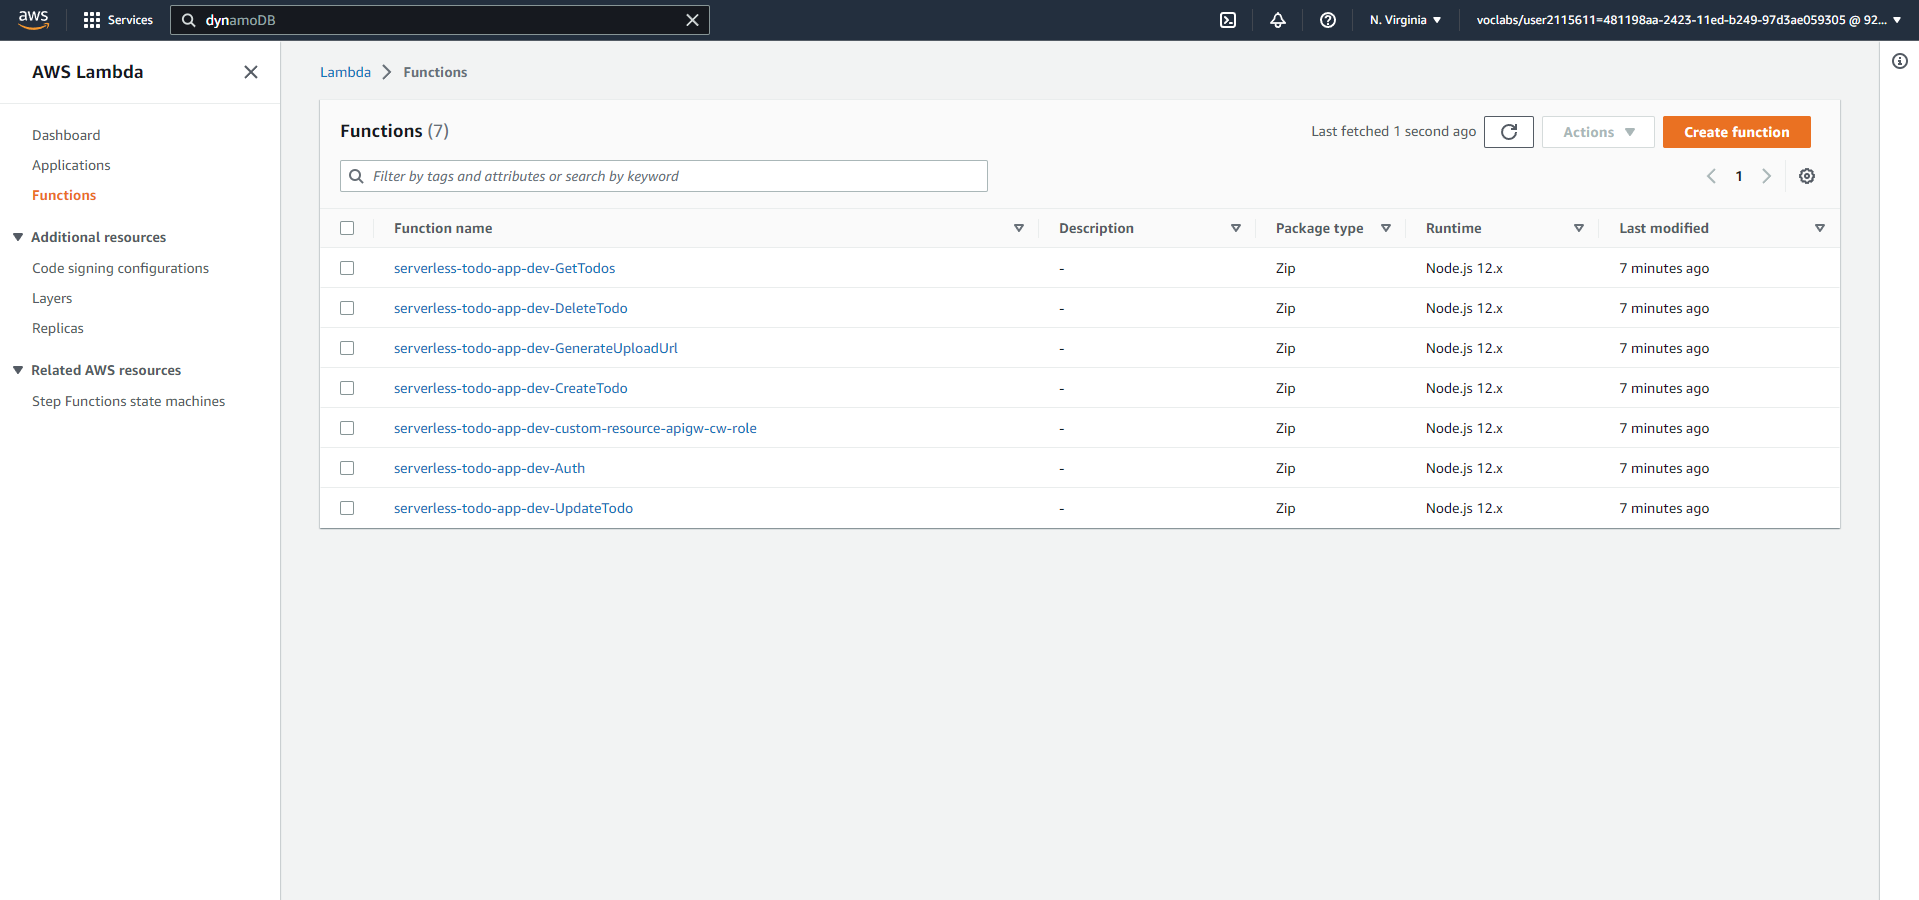 aws Services dynamoDB N. Virginia voclabs/user2115611=481198aa-2423-11ed-b249-97d3ae059305 @ 92...
AWS Lambda
Dashboard
Applications
Functions
Additional resources
Code signing configurations
Layers
Replicas
Related AWS resources
Step Functions state machines
Lambda Functions
Functions (7)
Last fetched 1 second ago Actions Create function
Filter by tags and attributes or search by keyword 1
Function name Description Package type Runtime Last modified
serverless-todo-app-dev-GetTodos - Zip Node.js 12.x 7 minutes ago
serverless-todo-app-dev-DeleteTodo - Zip Node.js 12.x 7 minutes ago
serverless-todo-app-dev-GenerateUploadUrl - Zip Node.js 12.x 7 minutes ago
serverless-todo-app-dev-CreateTodo - Zip Node.js 12.x 7 minutes ago
serverless-todo-app-dev-custom-resource-apigw-cw-role - Zip Node.js 12.x 7 minutes ago
serverless-todo-app-dev-Auth - Zip Node.js 12.x 7 minutes ago
serverless-todo-app-dev-UpdateTodo - Zip Node.js 12.x 7 minutes ago